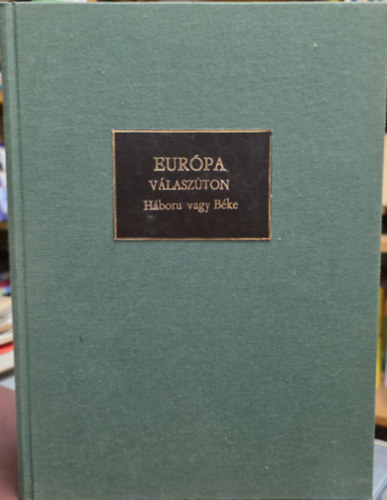 EURÓPA
VÁLASZÚTON
Háboru vagy Béke